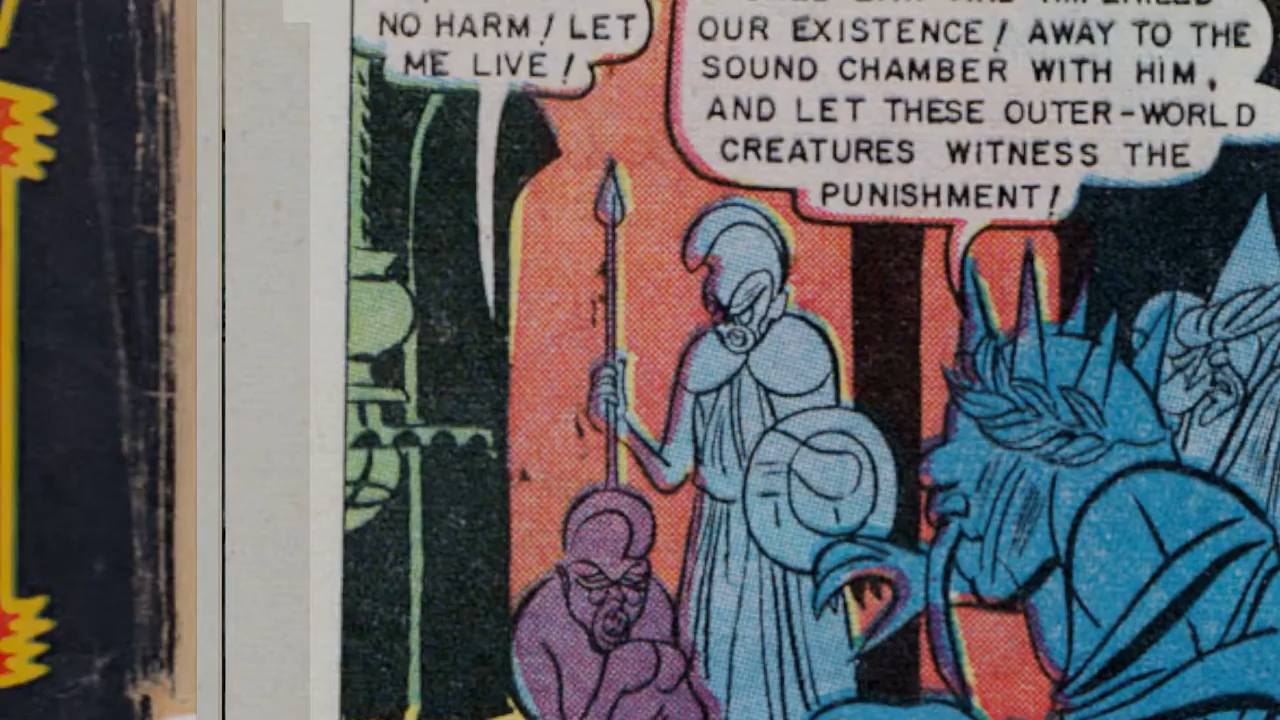 NO HARM! LET
ME LIVE!
OUR EXISTENCE! AWAY TO THE
SOUND CHAMBER WITH HIM,
AND LET THESE OUTER-WORLD
CREATURES WITNESS THE
PUNISHMENT!